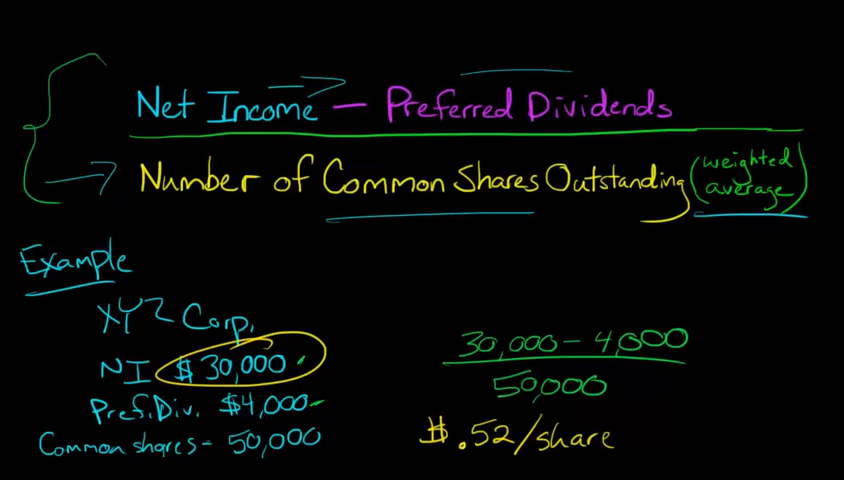 Net Income — Preferred Dividends
Number of Common Shares Outstanding (weighted average)
Example
XYZ Corp.
NI $30,000
Pref. Div. $4,000
Common shares - 50,000
30,000 - 4,000
50,000
$.52/share